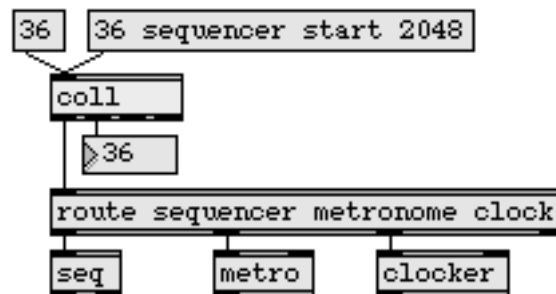 36 36 sequencer start 2048
coll
36
route sequencer metronome clock
seq metro clocker